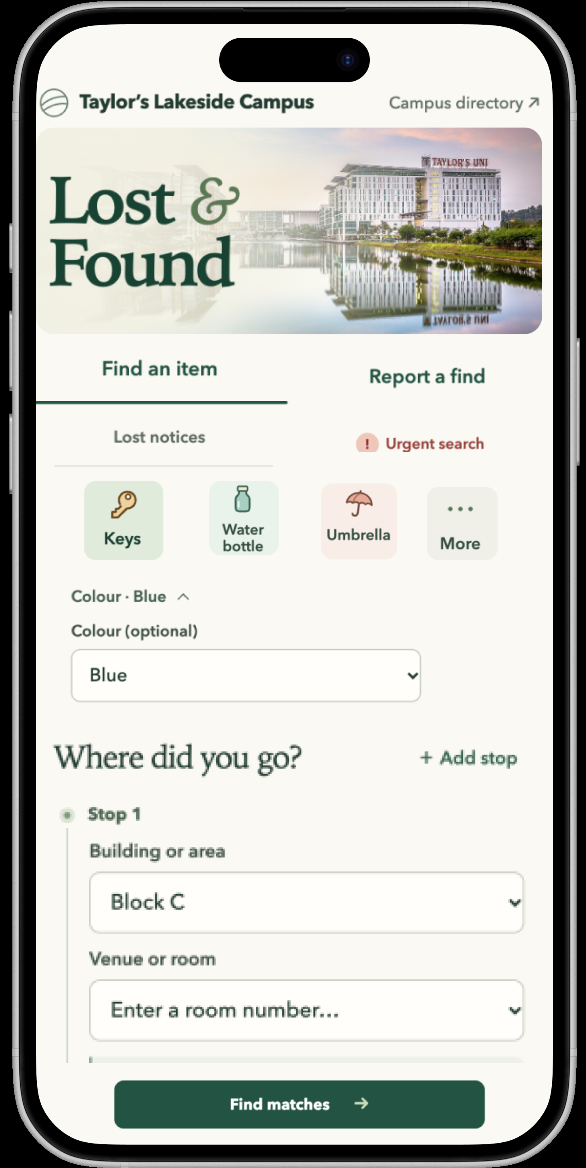 Taylor's Lakeside Campus
Campus directory ↗
Lost &
Found
TAYLOR'S UNI
Find an item
Report a find
Lost notices
! Urgent search
Keys
Water
bottle
Umbrella
More
Colour · Blue
Colour (optional)
Blue
Where did you go?
+ Add stop
Stop 1
Building or area
Block C
Venue or room
Enter a room number...
Find matches →